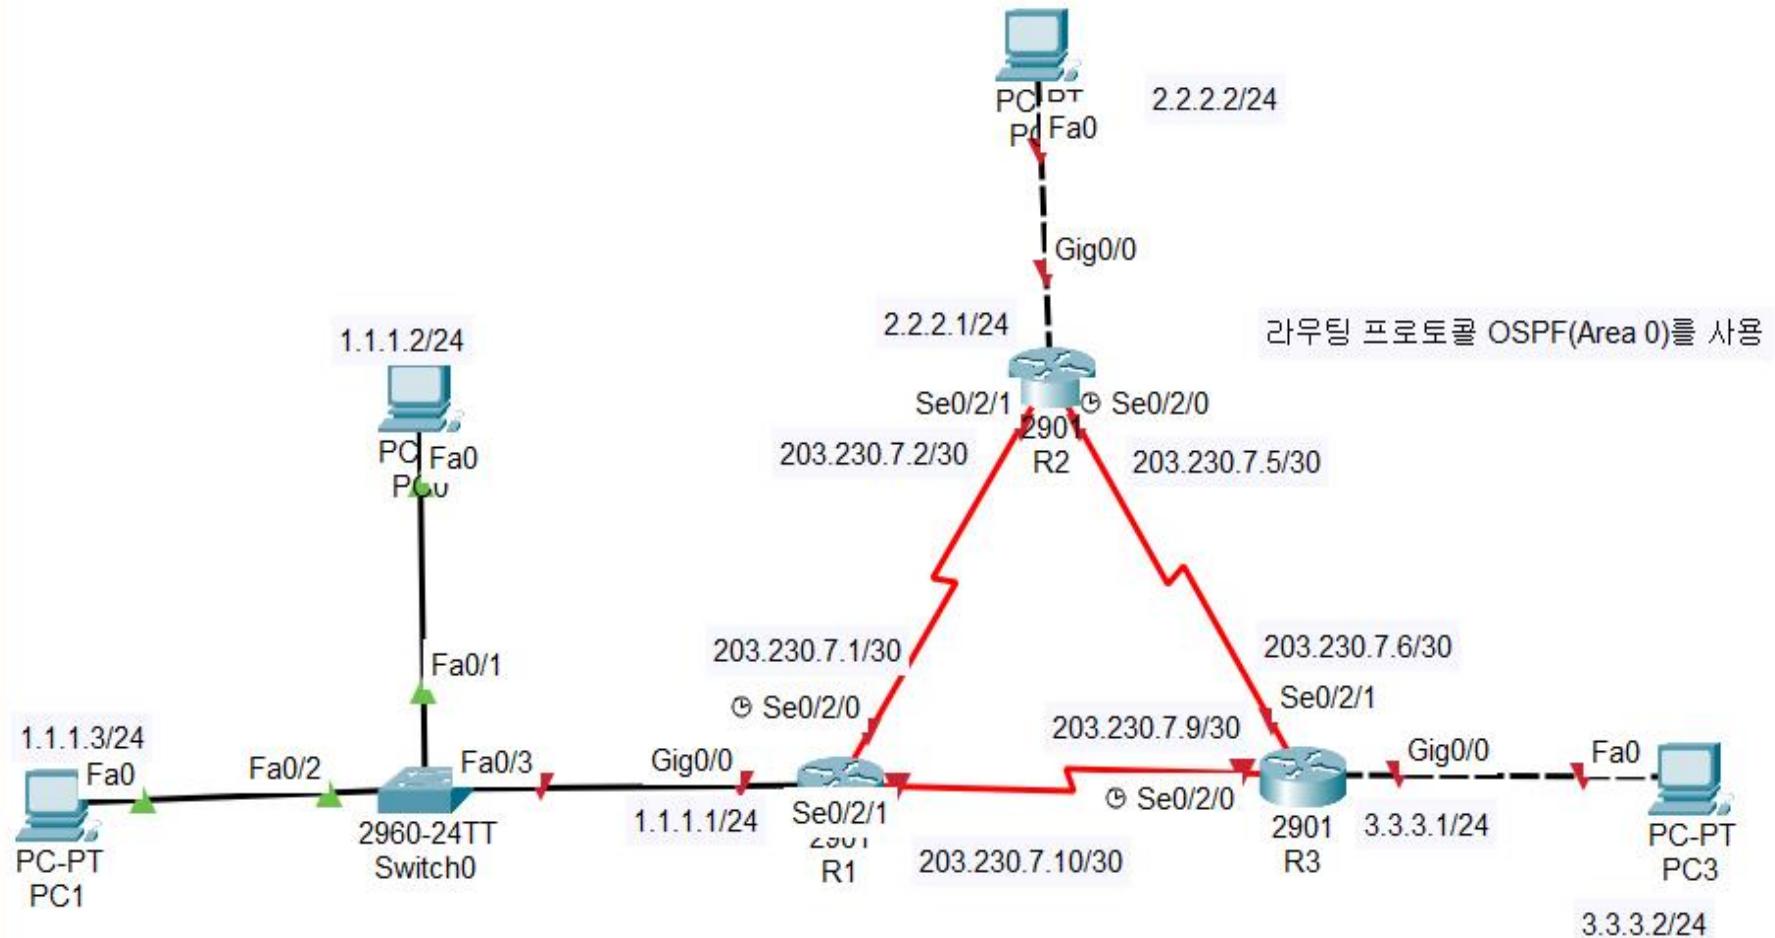 PC-PT
2.2.2.2/24
Fa0
Gig0/0
2.2.2.1/24
라우팅 프로토콜 OSPF(Area 0)를 사용
1.1.1.2/24
Se0/2/1
Se0/2/0
2901
R2
203.230.7.2/30
203.230.7.5/30
Fa0
PC0
Fa0/1
203.230.7.1/30
203.230.7.6/30
Se0/2/0
Se0/2/1
1.1.1.3/24
203.230.7.9/30
Fa0
Fa0/2
Fa0/3
Gig0/0
Gig0/0
Fa0
Se0/2/0
1.1.1.1/24
Se0/2/1
3.3.3.1/24
PC-PT
PC1
2960-24TT
Switch0
2901
R1
203.230.7.10/30
2901
R3
PC-PT
PC3
3.3.3.2/24